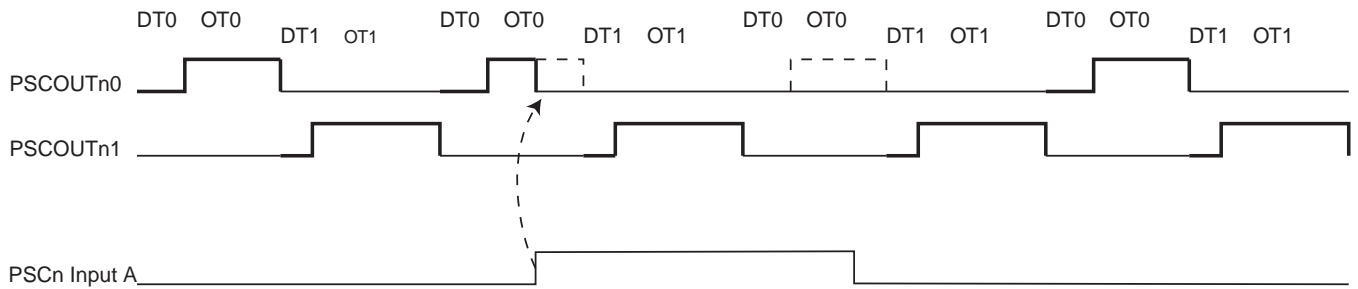 DT0 OT0 DT0 OT0 DT0 OT0 DT0 OT0
DT1 OT1 DT1 OT1 DT1 OT1 DT1 OT1
PSCOUTn0
PSCOUTn1
PSCn Input A